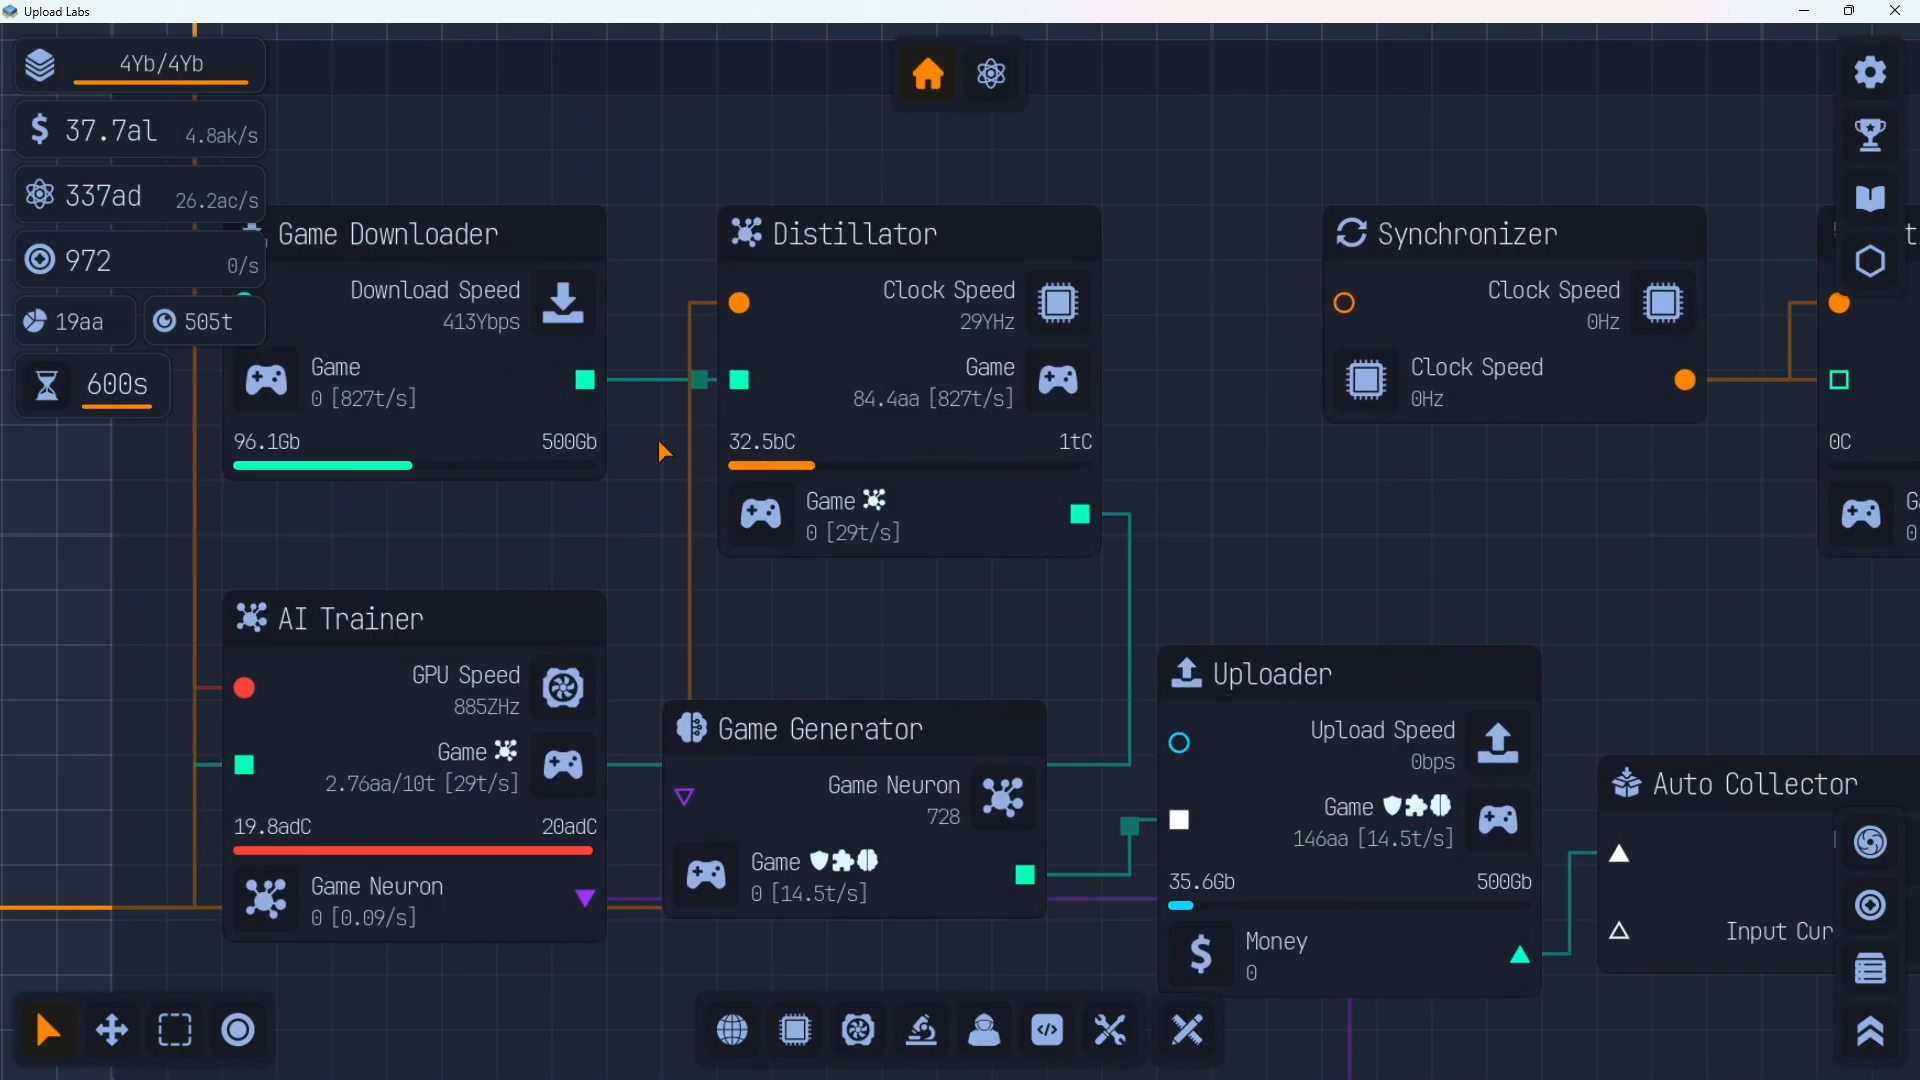 Upload Labs
4Yb/4Yb
$ 37.7al 4.8ak/s
337ad 26.2ac/s
972 0/s
19aa 505t
600s
Game Downloader
Download Speed
413Ybps
Game
0 [827t/s]
96.1Gb 500Gb
Distillator
Clock Speed
29YHz
Game
84.4aa [827t/s]
32.5bC 1tC
Game
0 [29t/s]
Synchronizer
Clock Speed
0Hz
Clock Speed
0Hz
0C
0
AI Trainer
GPU Speed
885ZHz
Game
2.76aa/10t [29t/s]
19.8adC 20adC
Game Neuron
0 [0.09/s]
Game Generator
Game Neuron
728
Game
0 [14.5t/s]
Uploader
Upload Speed
0bps
Game
146aa [14.5t/s]
35.6Gb 500Gb
$ Money
0
Auto Collector
Input Cur